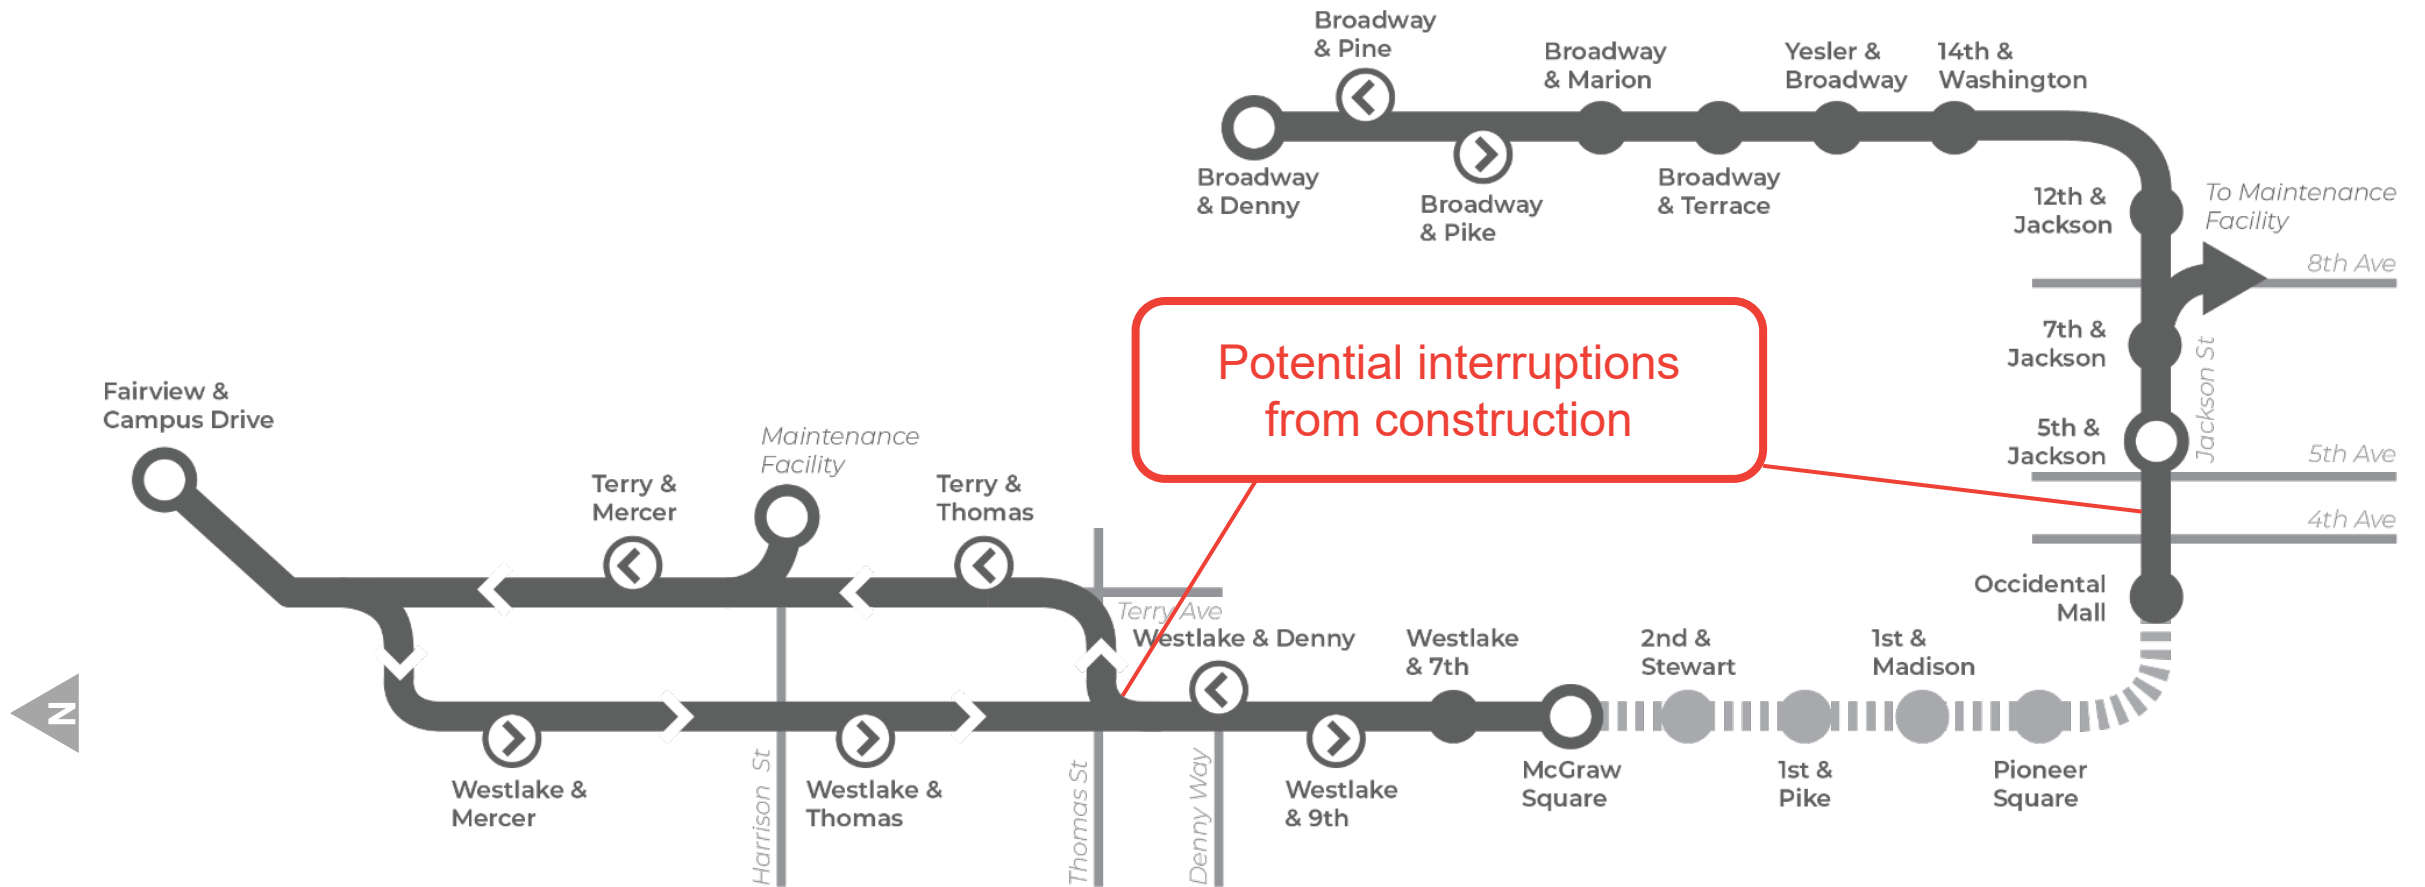 Broadway
& Pine
Broadway
& Marion
Yesler &
Broadway
14th &
Washington
Broadway
& Denny
Broadway
& Pike
Broadway
& Terrace
12th &
Jackson
To Maintenance
Facility
8th Ave
7th &
Jackson
Jackson St
Potential interruptions
from construction
5th &
Jackson
5th Ave
4th Ave
Fairview &
Campus Drive
Maintenance
Facility
Terry &
Mercer
Terry &
Thomas
Terry Ave
Occidental
Mall
Westlake & Denny
Westlake
& 7th
2nd &
Stewart
1st &
Madison
N
Westlake &
Mercer
Harrison St
Westlake &
Thomas
Thomas St
Denny Way
Westlake
& 9th
McGraw
Square
1st &
Pike
Pioneer
Square